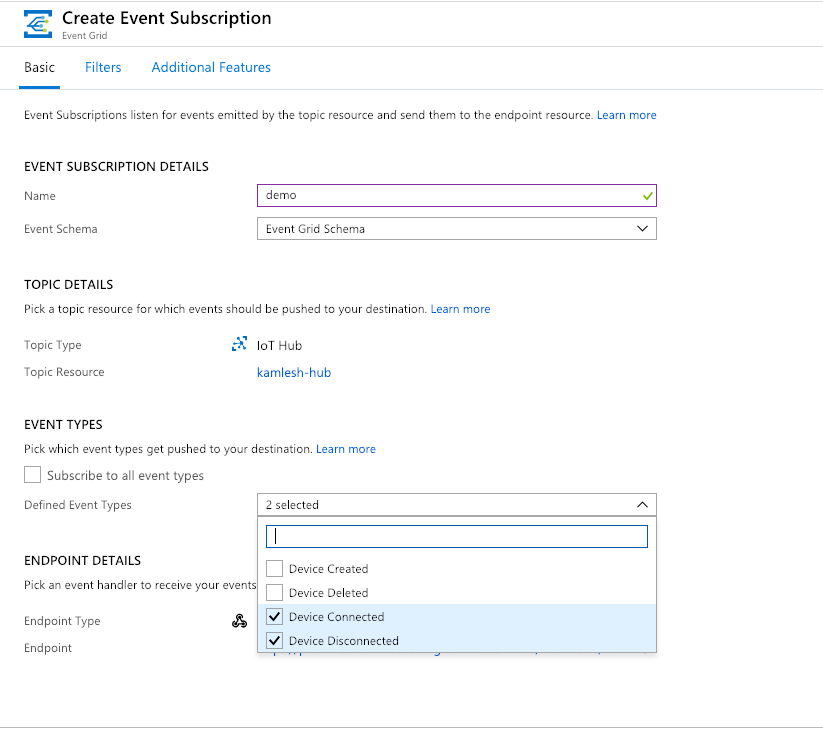 Create Event Subscription
Event Grid
Basic Filters Additional Features
Event Subscriptions listen for events emitted by the topic resource and send them to the endpoint resource. Learn more
EVENT SUBSCRIPTION DETAILS
Name demo
Event Schema Event Grid Schema
TOPIC DETAILS
Pick a topic resource for which events should be pushed to your destination. Learn more
Topic Type IoT Hub
Topic Resource kamlesh-hub
EVENT TYPES
Pick which event types get pushed to your destination. Learn more
Subscribe to all event types
Defined Event Types 2 selected
Device Created
Device Deleted
Device Connected
Device Disconnected
ENDPOINT DETAILS
Pick an event handler to receive your events
Endpoint Type
Endpoint